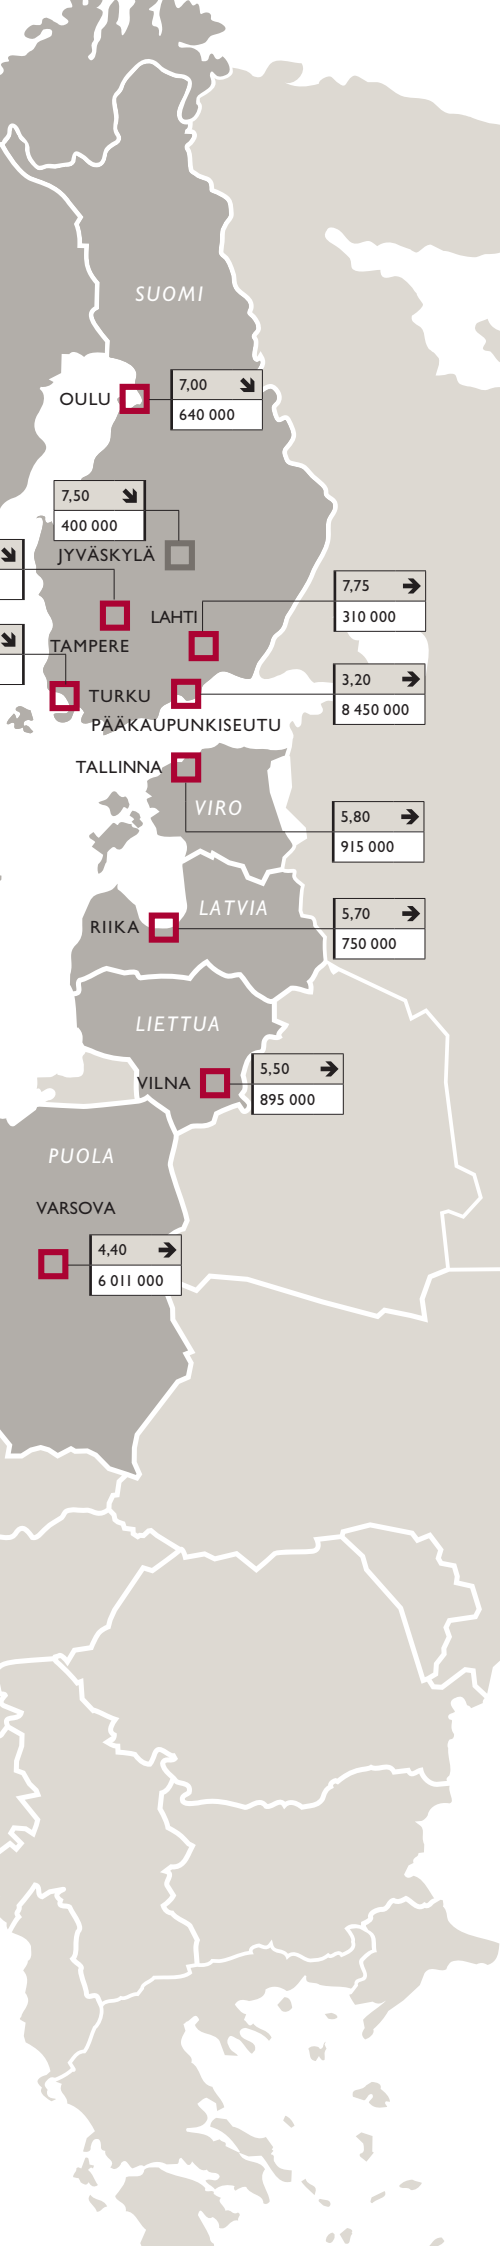 SUOMI
OULU
7,00
640 000
7,50
400 000
JYVÄSKYLÄ
7,75
LAHTI
310 000
TAMPERE
3,20
TURKU
8 450 000
PÄÄKAUPUNKISEUTU
TALLINNA
VIRO
5,80
915 000
LATVIA
5,70
RIIKA
750 000
LIETTUA
5,50
VILNA
895 000
PUOLA
VARSOVA
4,40
6 011 000